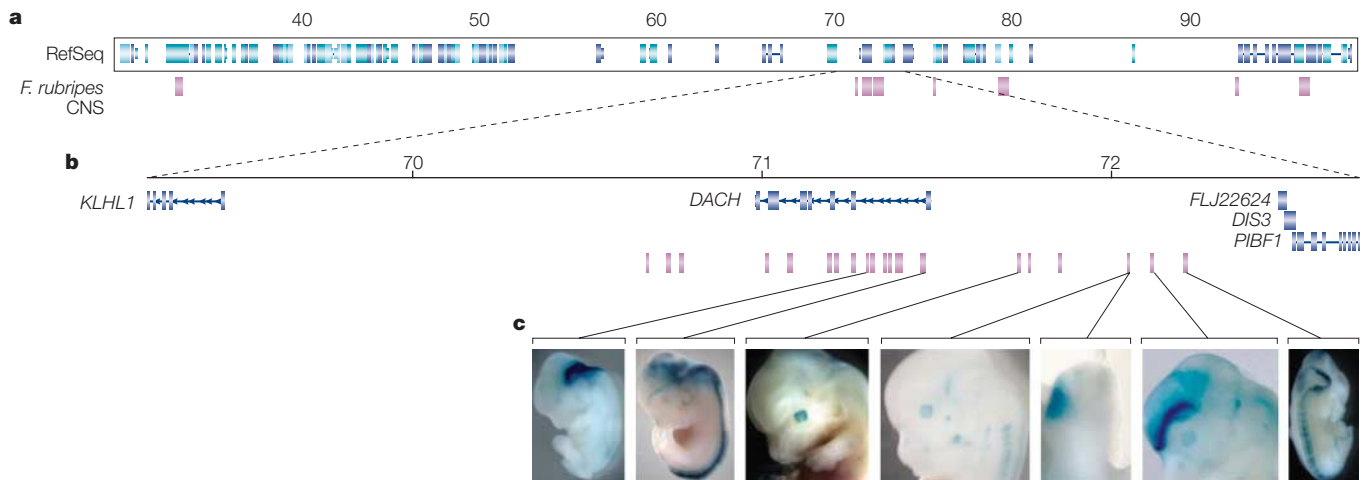 a
40 50 60 70 80 90
RefSeq
F. rubripes
CNS
b
70 71 72
KLHL1 DACH FLJ22624
DIS3
PIBF1
c